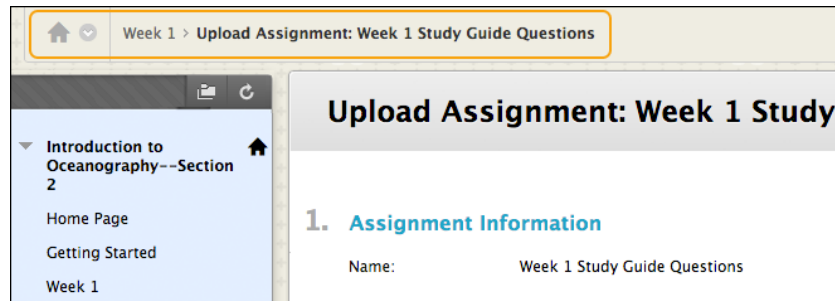 Week 1 > Upload Assignment: Week 1 Study Guide Questions
Introduction to
Oceanography--Section
2
Home Page
Getting Started
Week 1
Upload Assignment: Week 1 Study
1. Assignment Information
Name: Week 1 Study Guide Questions